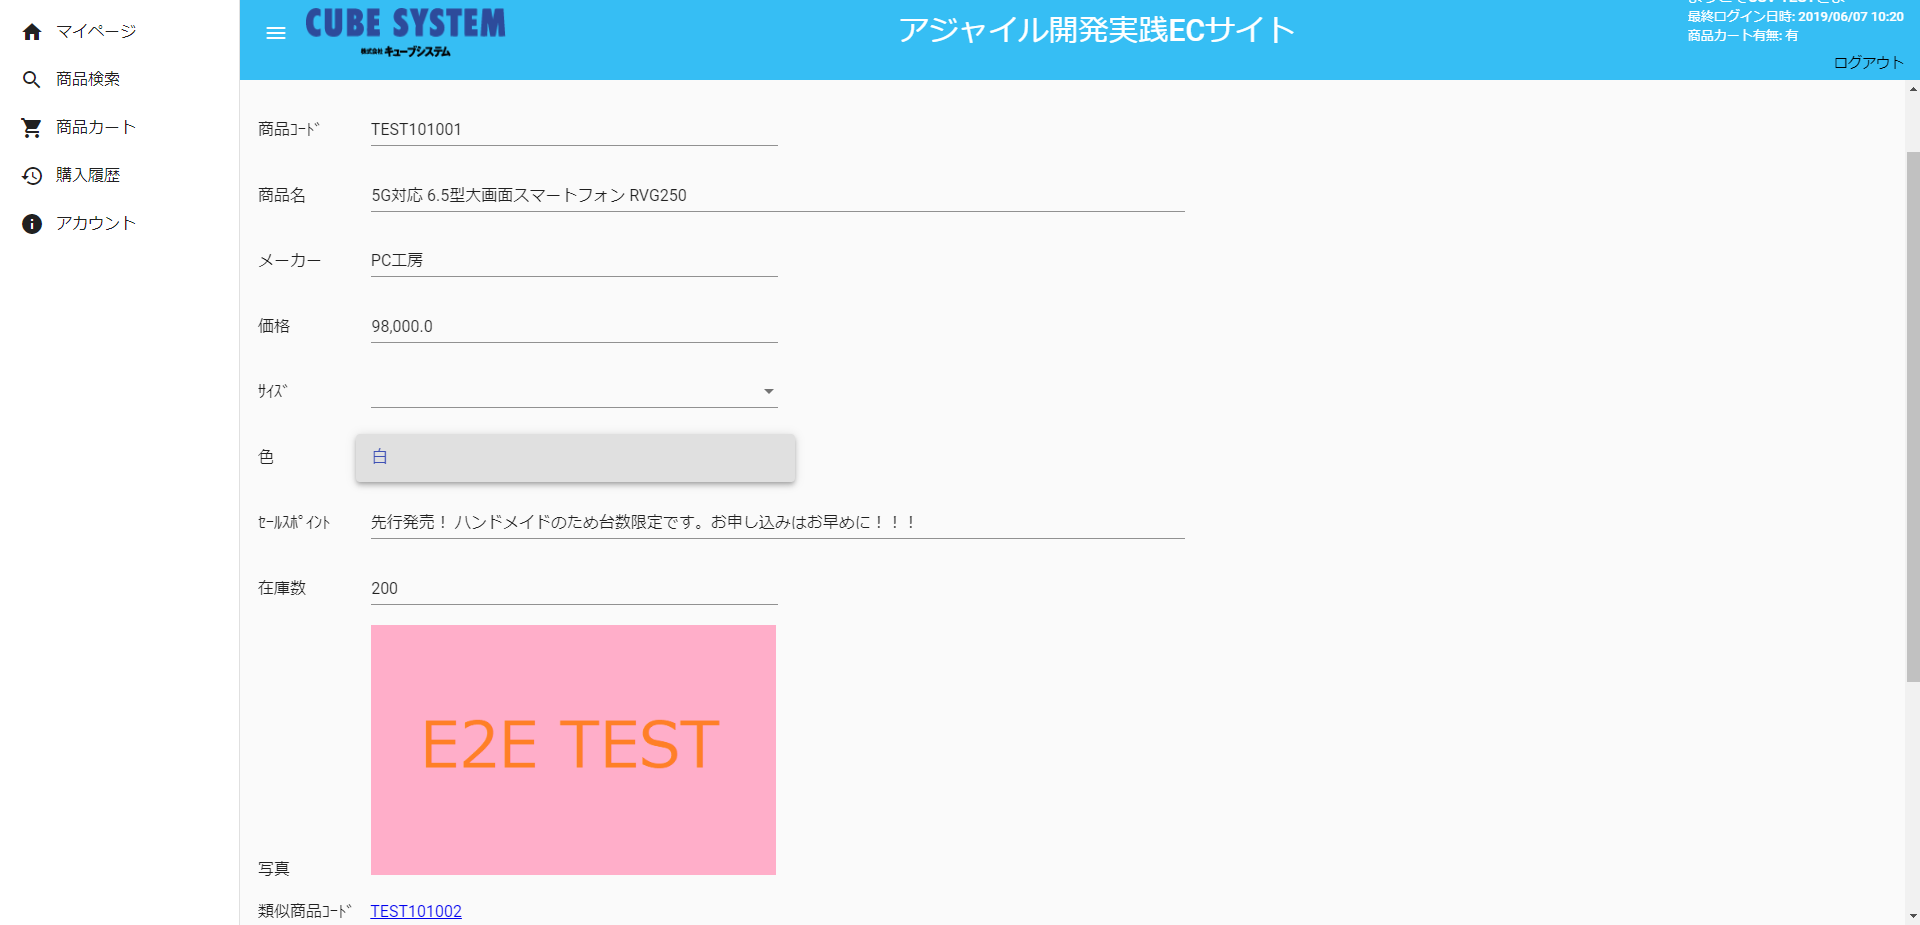 マイページ
商品検索
商品カート
購入履歴
アカウント
CUBE SYSTEM
株式会社 キューブシステム
アジャイル開発実践ECサイト
最終ログイン日時: 2019/06/07 10:20
商品カート有無: 有
ログアウト
商品ｺｰﾄﾞ TEST101001
商品名 5G対応 6.5型大画面スマートフォン RVG250
メーカー PC工房
価格 98,000.0
ｻｲｽﾞ
色 白
ｾｰﾙｽﾎﾟｲﾝﾄ 先行発売！ ハンドメイドのため台数限定です。お申し込みはお早めに！！！
在庫数 200
E2E TEST
写真
類似商品ｺｰﾄﾞ TEST101002